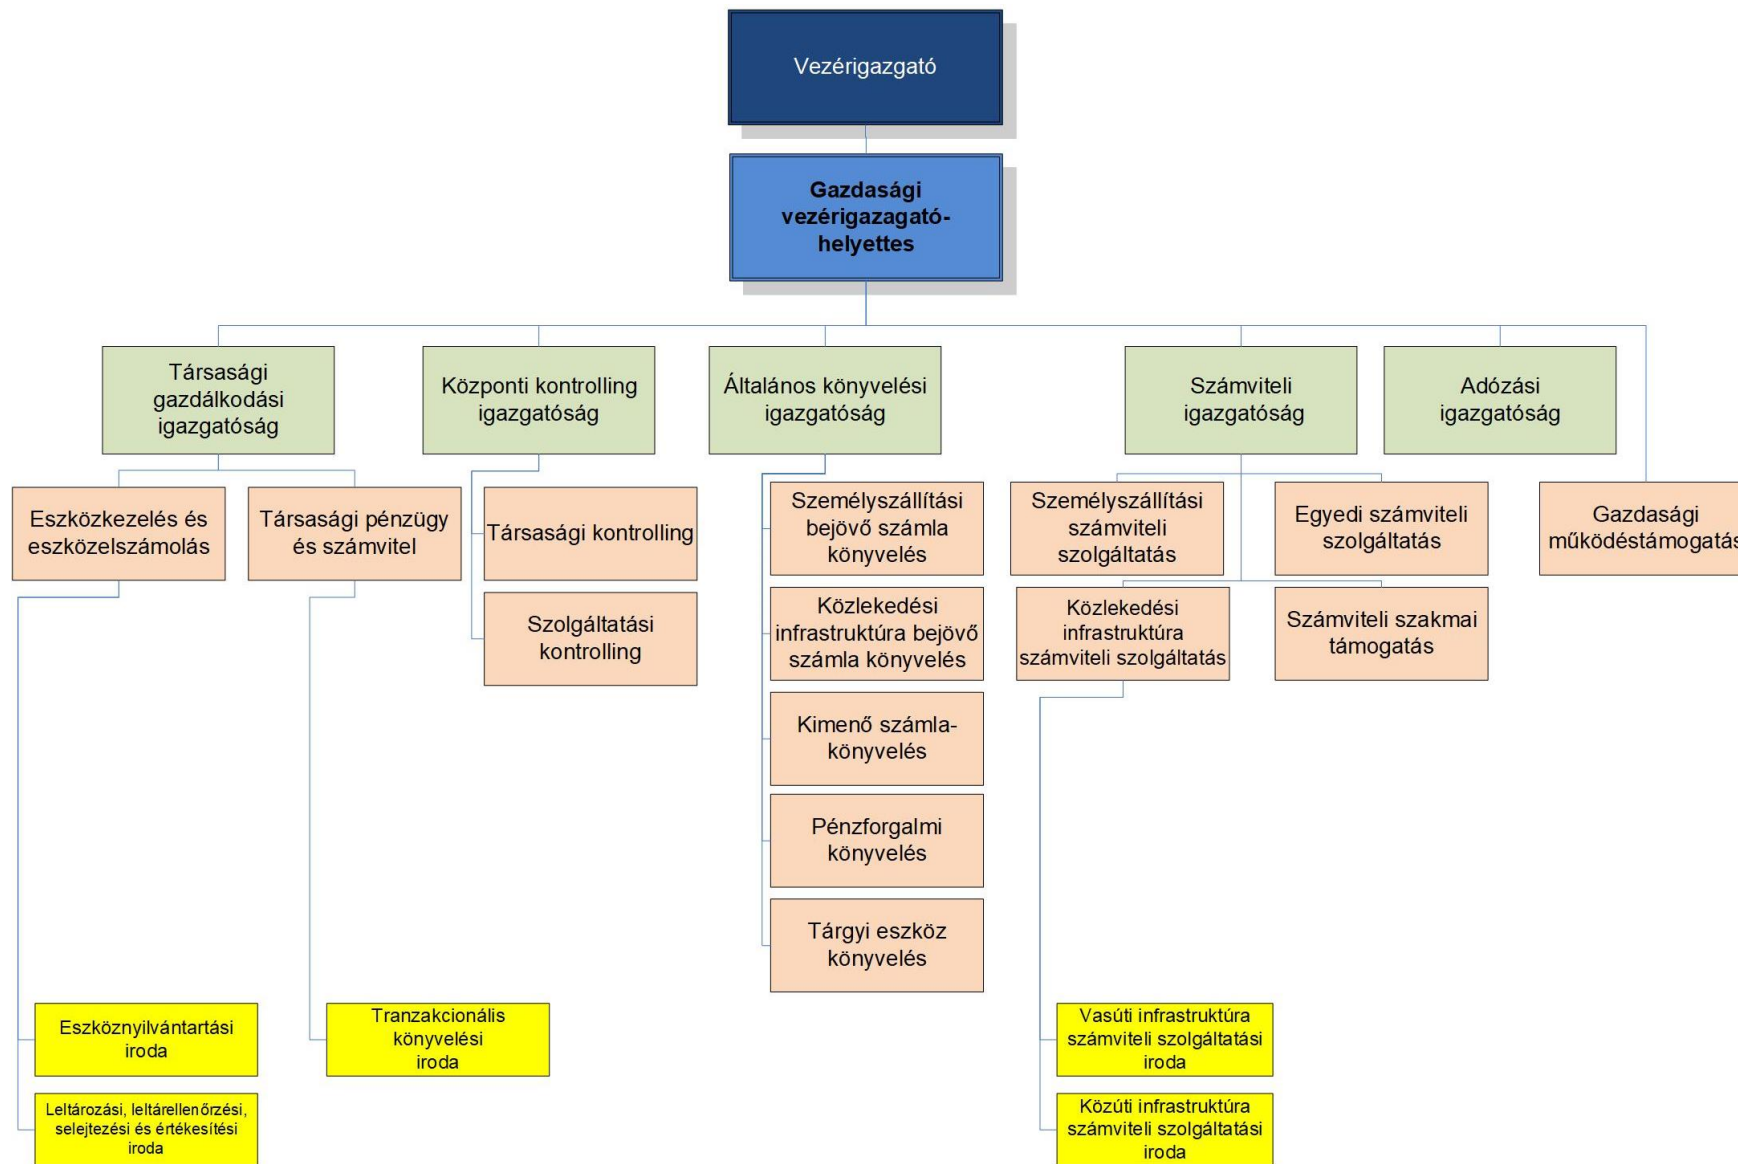 Vezérigazgató
Gazdasági
vezérigazagató-
helyettes
Társasági
gazdálkodási
igazgatóság
Központi kontrolling
igazgatóság
Általános könyvelési
igazgatóság
Számviteli
igazgatóság
Adózási
igazgatóság
Eszközkezelés és
eszközelszámolás
Társasági pénzügy
és számvitel
Társasági kontrolling
Szolgáltatási
kontrolling
Személyszállítási
bejövő számla
könyvelés
Közlekedési
infrastruktúra bejövő
számla könyvelés
Kimenő számla-
könyvelés
Pénzforgalmi
könyvelés
Tárgyi eszköz
könyvelés
Személyszállítási
számviteli
szolgáltatás
Egyedi számviteli
szolgáltatás
Közlekedési
infrastruktúra
számviteli szolgáltatás
Számviteli szakmai
támogatás
Gazdasági
működéstámogatás
Eszköznyilvántartási
iroda
Leltározási, leltárellenőrzési,
selejtezési és értékesítési
iroda
Tranzakcionális
könyvelési
iroda
Vasúti infrastruktúra
számviteli szolgáltatási
iroda
Közúti infrastruktúra
számviteli szolgáltatási
iroda